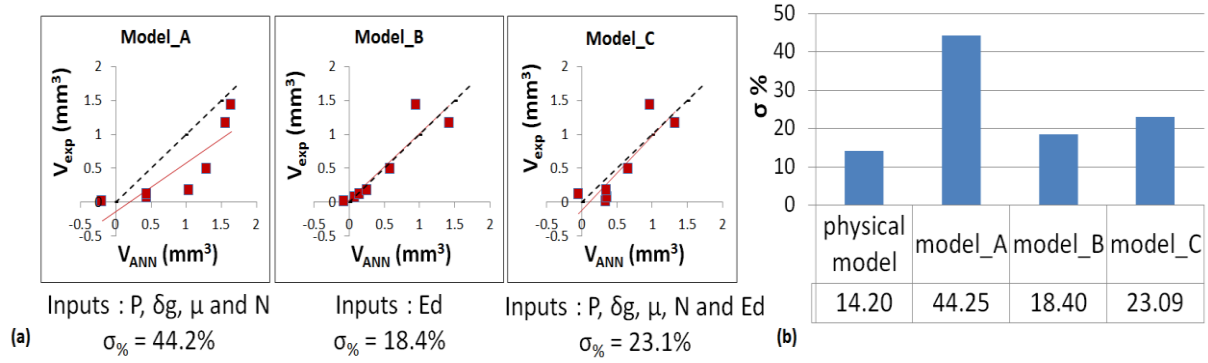 Model_A
2
1.5
1
0.5
0
-0.5
-0.5 0 0.5 1 1.5 2
Vexp (mm³)
VANN (mm³)
Inputs : P, δg, μ and N
σ% = 44.2%
Model_B
2
1.5
1
0.5
0
-0.5
-0.5 0 0.5 1 1.5 2
Vexp (mm³)
VANN (mm³)
Inputs : Ed
σ% = 18.4%
Model_C
2
1.5
1
0.5
0
-0.5
-0.5 0 0.5 1 1.5 2
Vexp (mm³)
VANN (mm³)
Inputs : P, δg, μ, N and Ed
σ% = 23.1%
(a)
50
40
30
20
10
0
σ %
physical
model
model_A
model_B
model_C
14.20 44.25 18.40 23.09
(b)